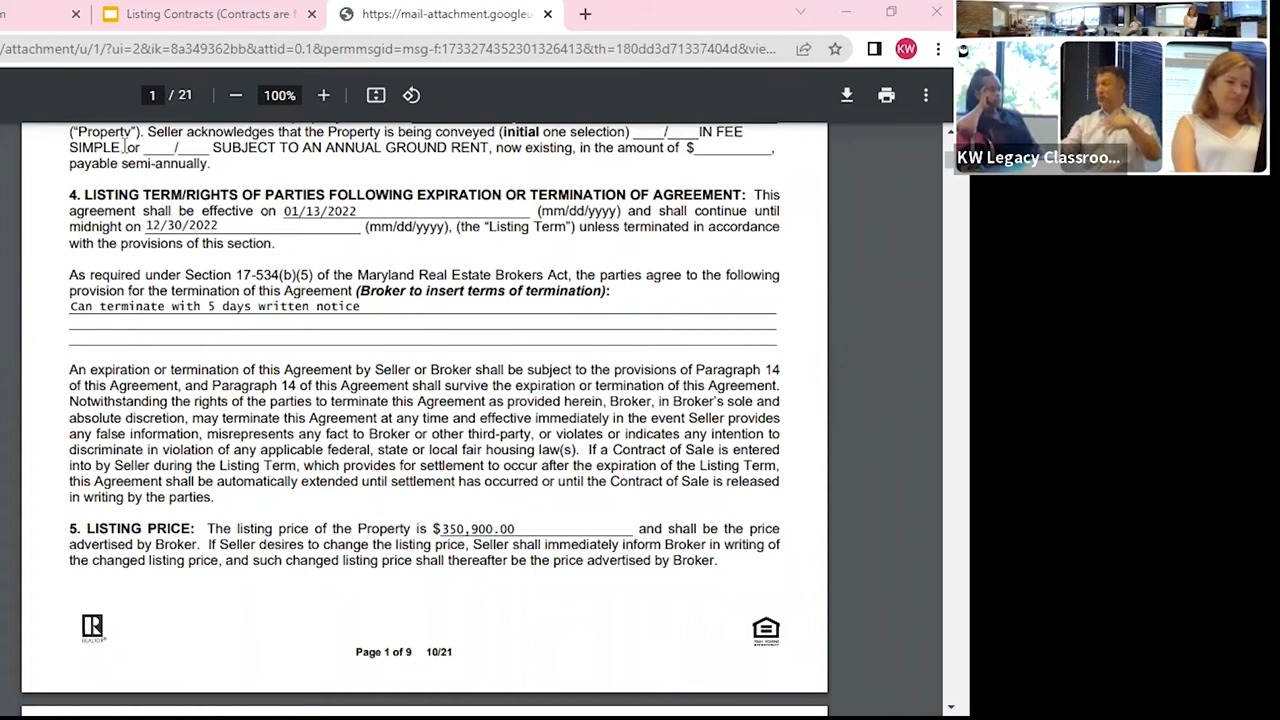 Listing Contracts (Contracts are f
https://mail-attachment.googleu
/attachment/u/1/?ui=2&ik=8a349362bb&attid=0.1&permmsgid=msg-f:1733274352301326413&th=180dd3d71337404d&vie...
KW
1 / 21
100%
KW Legacy Classroo...
("Property"). Seller acknowledges that the Property is being conveyed (initial one selection) ____/____IN FEE
SIMPLE or ____/____ SUBJECT TO AN ANNUAL GROUND RENT, now existing, in the amount of $__________,
payable semi-annually.
4. LISTING TERM/RIGHTS OF PARTIES FOLLOWING EXPIRATION OR TERMINATION OF AGREEMENT: This
agreement shall be effective on 01/13/2022 (mm/dd/yyyy) and shall continue until
midnight on 12/30/2022 (mm/dd/yyyy), (the "Listing Term") unless terminated in accordance
with the provisions of this section.
As required under Section 17-534(b)(5) of the Maryland Real Estate Brokers Act, the parties agree to the following
provision for the termination of this Agreement (Broker to insert terms of termination):
Can terminate with 5 days written notice
An expiration or termination of this Agreement by Seller or Broker shall be subject to the provisions of Paragraph 14
of this Agreement, and Paragraph 14 of this Agreement shall survive the expiration or termination of this Agreement.
Notwithstanding the rights of the parties to terminate this Agreement as provided herein, Broker, in Broker's sole and
absolute discretion, may terminate this Agreement at any time and effective immediately in the event Seller provides
any false information, misrepresents any fact to Broker or other third-party, or violates or indicates any intention to
discriminate in violation of any applicable federal, state or local fair housing law(s). If a Contract of Sale is entered
into by Seller during the Listing Term, which provides for settlement to occur after the expiration of the Listing Term,
this Agreement shall be automatically extended until settlement has occurred or until the Contract of Sale is released
in writing by the parties.
5. LISTING PRICE: The listing price of the Property is $350,900.00 and shall be the price
advertised by Broker. If Seller desires to change the listing price, Seller shall immediately inform Broker in writing of
the changed listing price, and such changed listing price shall thereafter be the price advertised by Broker.
R
REALTOR®
Page 1 of 9 10/21